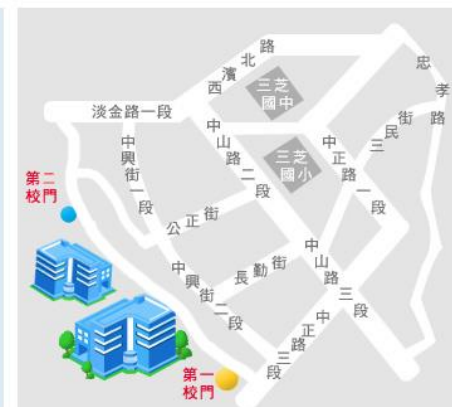 西濱北路
忠孝路
三芝
國中
淡金路一段
三民街
中山路二段
中正路一段
中興街一段
三芝
國小
第二
校門
公正街
中山路三段
長勤街
中興街二段
中正路三段
第一
校門